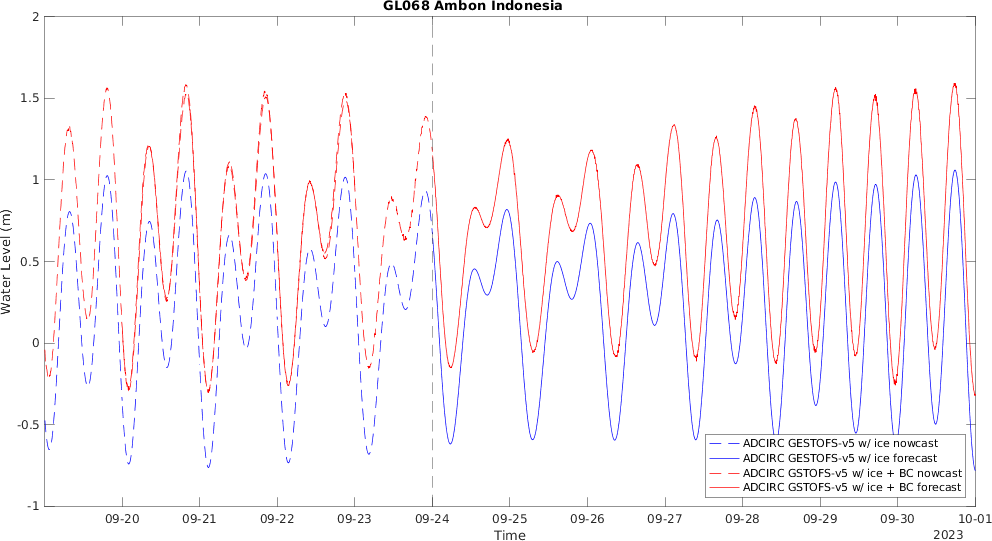 GL068 Ambon Indonesia
2
1.5
1
0.5
0
-0.5
-1
Water Level (m)
09-20 09-21 09-22 09-23 09-24 09-25 09-26 09-27 09-28 09-29 09-30 10-01
Time
2023
ADCIRC GESTOFS-v5 w/ ice nowcast
ADCIRC GESTOFS-v5 w/ ice forecast
ADCIRC GSTOFS-v5 w/ ice + BC nowcast
ADCIRC GSTOFS-v5 w/ ice + BC forecast